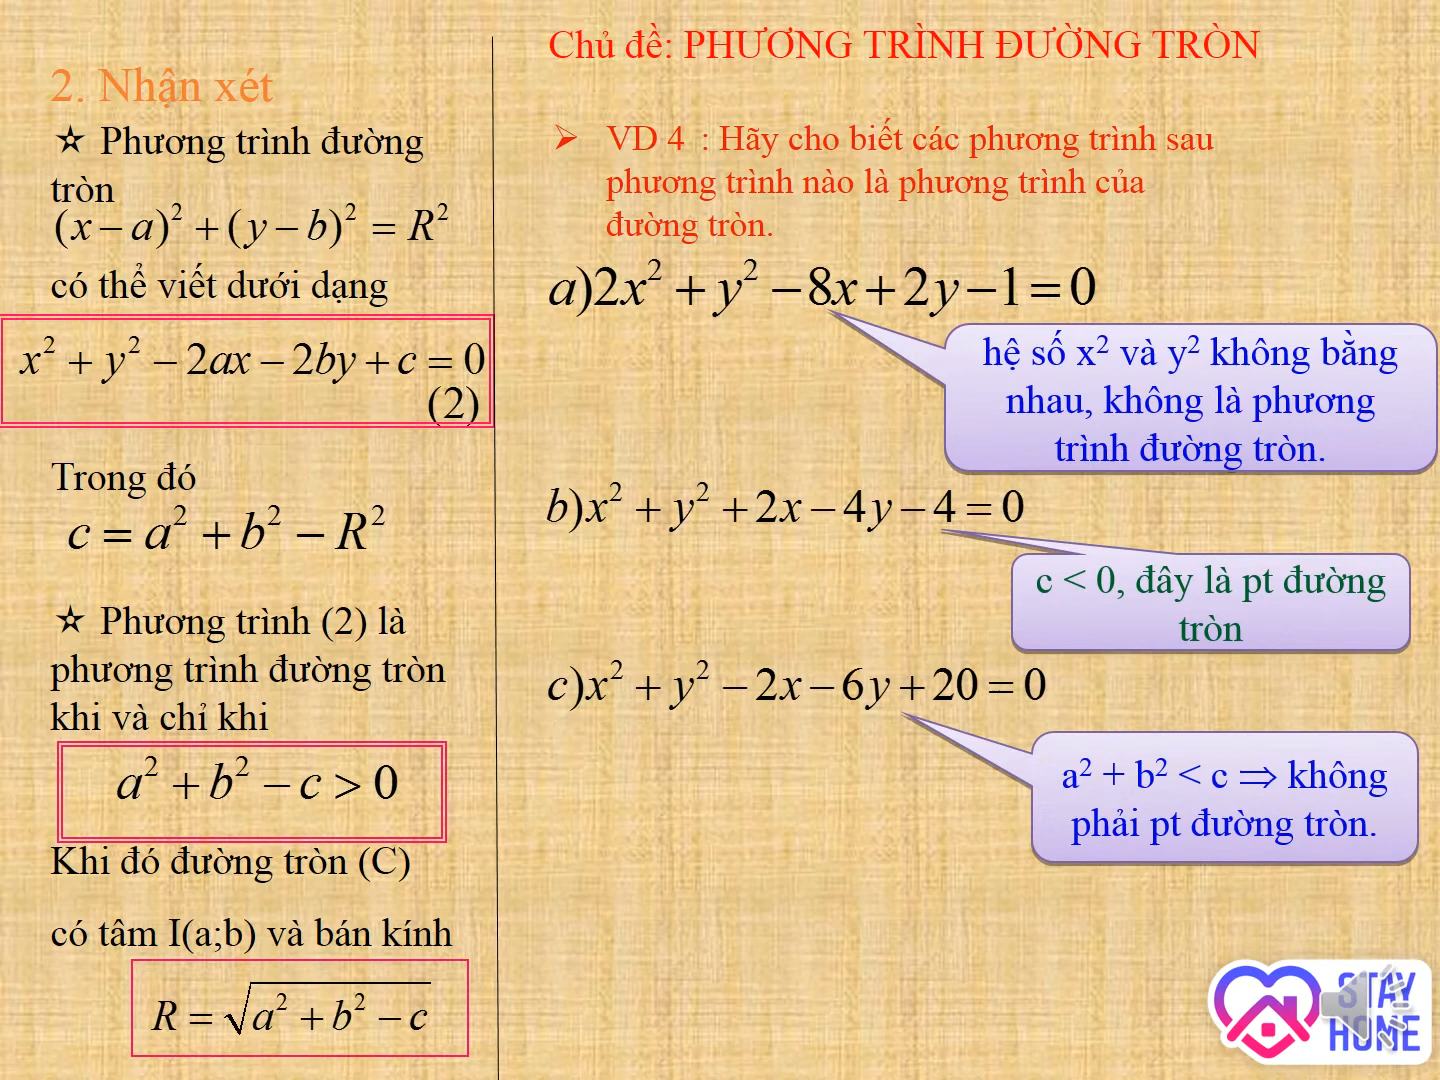 Chủ đề: PHƯƠNG TRÌNH ĐƯỜNG TRÒN
2. Nhận xét
☆ Phương trình đường
tròn
(x − a)² + (y − b)² = R²
có thể viết dưới dạng
x² + y² − 2ax − 2by + c = 0
(2)
Trong đó
c = a² + b² − R²
☆ Phương trình (2) là
phương trình đường tròn
khi và chỉ khi
a² + b² − c > 0
Khi đó đường tròn (C)
có tâm I(a;b) và bán kính
R = √(a² + b² − c)
➢ VD 4 : Hãy cho biết các phương trình sau
phương trình nào là phương trình của
đường tròn.
a)2x² + y² − 8x + 2y − 1 = 0
hệ số x² và y² không bằng
nhau, không là phương
trình đường tròn.
b)x² + y² + 2x − 4y − 4 = 0
c < 0, đây là pt đường
tròn
c)x² + y² − 2x − 6y + 20 = 0
a² + b² < c ⇒ không
phải pt đường tròn.
STAY
HOME